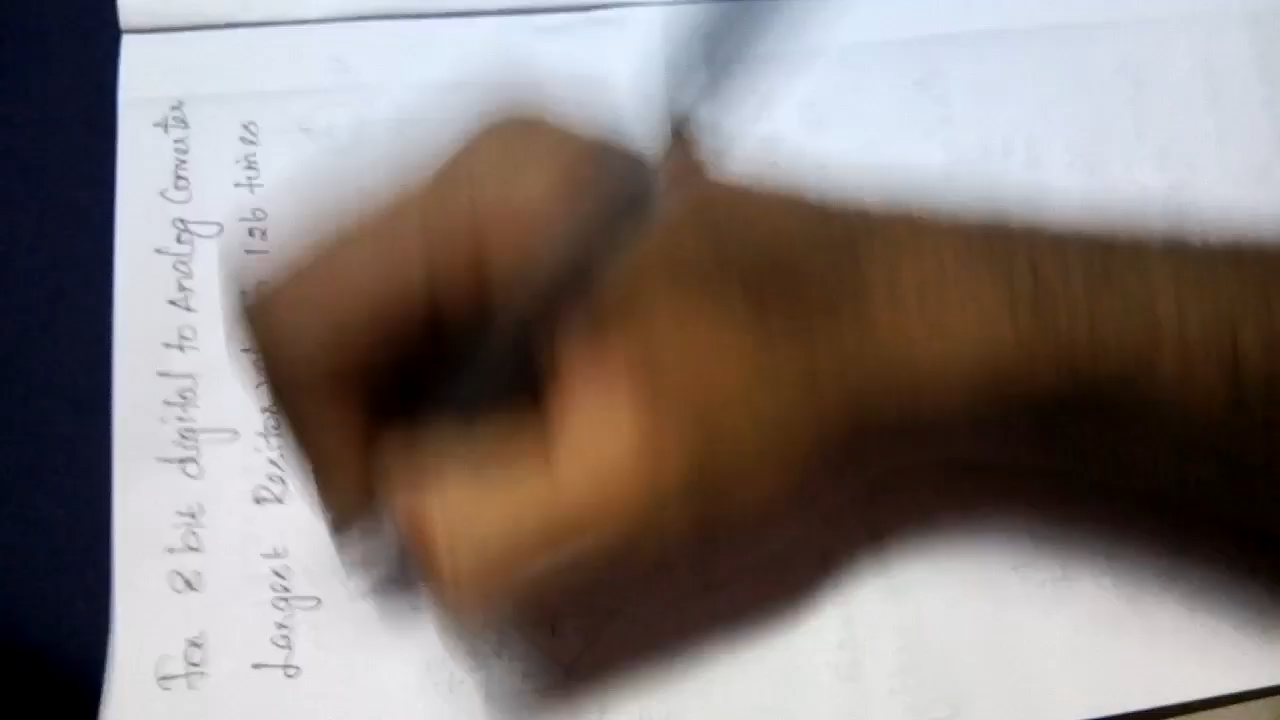 For 8 bit digital to Analog Converter
Largest Resistor 126 times